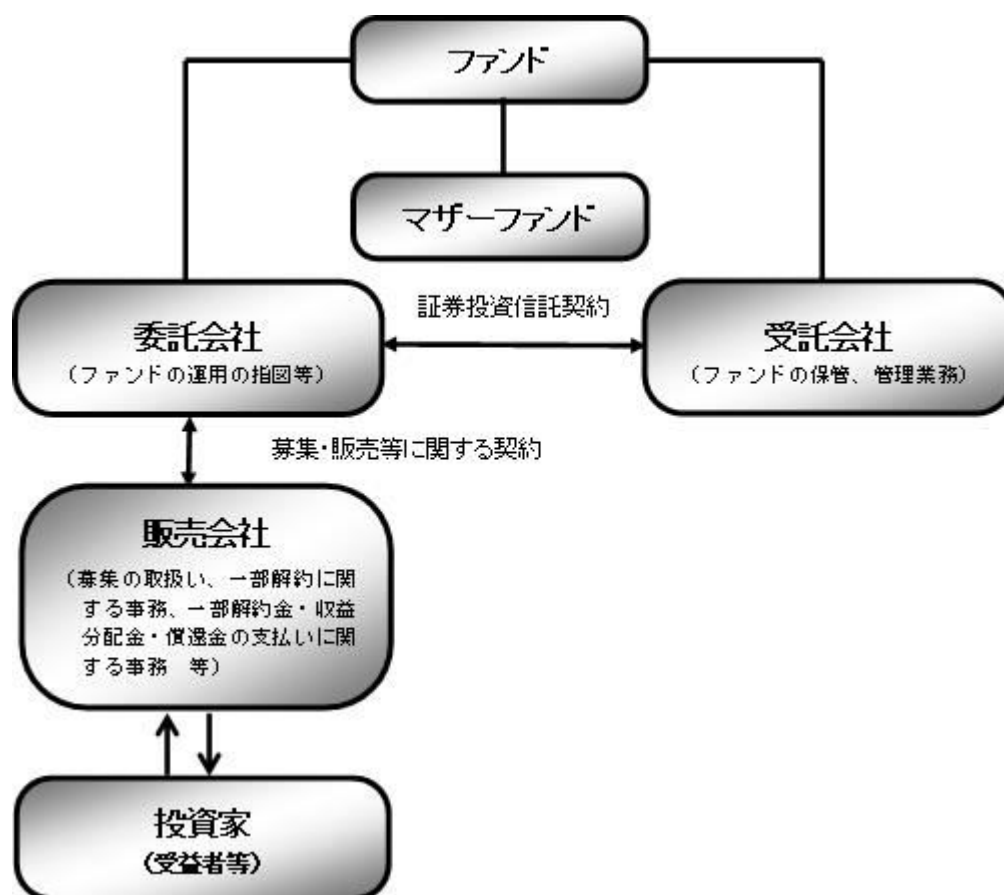 ファンド
マザーファンド
証券投資信託契約
委託会社
（ファンドの運用の指図等）
受託会社
（ファンドの保管、管理業務）
募集・販売等に関する契約
販売会社
（募集の取扱い、一部解約に関
する事務、一部解約金・収益
分配金・償還金の支払いに関
する事務　等）
投資家
（受益者等）